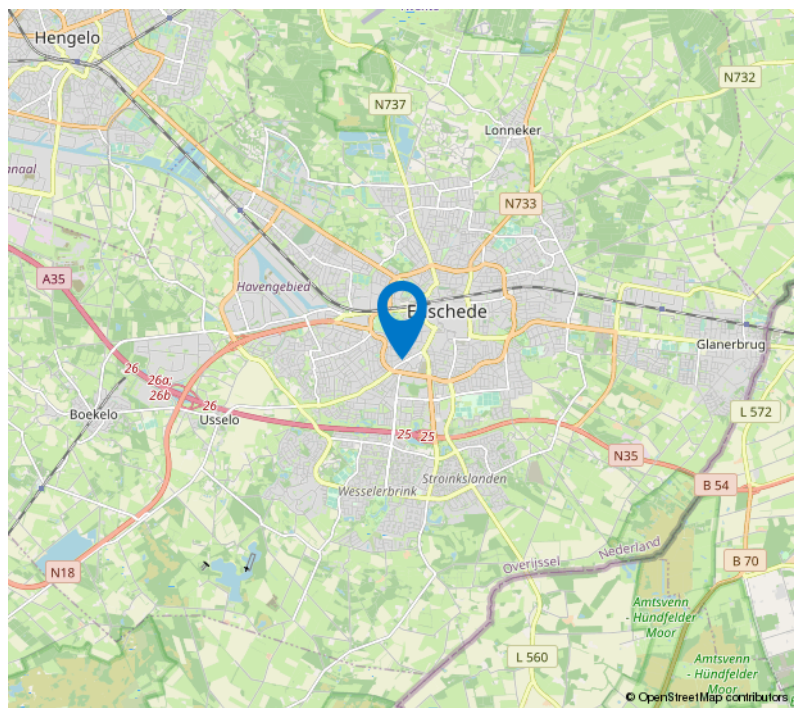 Hengelo
N732
N737
Lonneker
N733
A35
Havengebied
schede
Glanerbrug
26
26a;
26b
26
Boekelo
Usselo
L 572
25
25
N35
Stroinkslanden
B 54
Wesselerbrink
Nederland
Overijssel
B 70
N18
Amtsvenn
- Hündfelder
Moor
L 560
Amtsvenn
- Hündfelder
Moor
© OpenStreetMap contributors